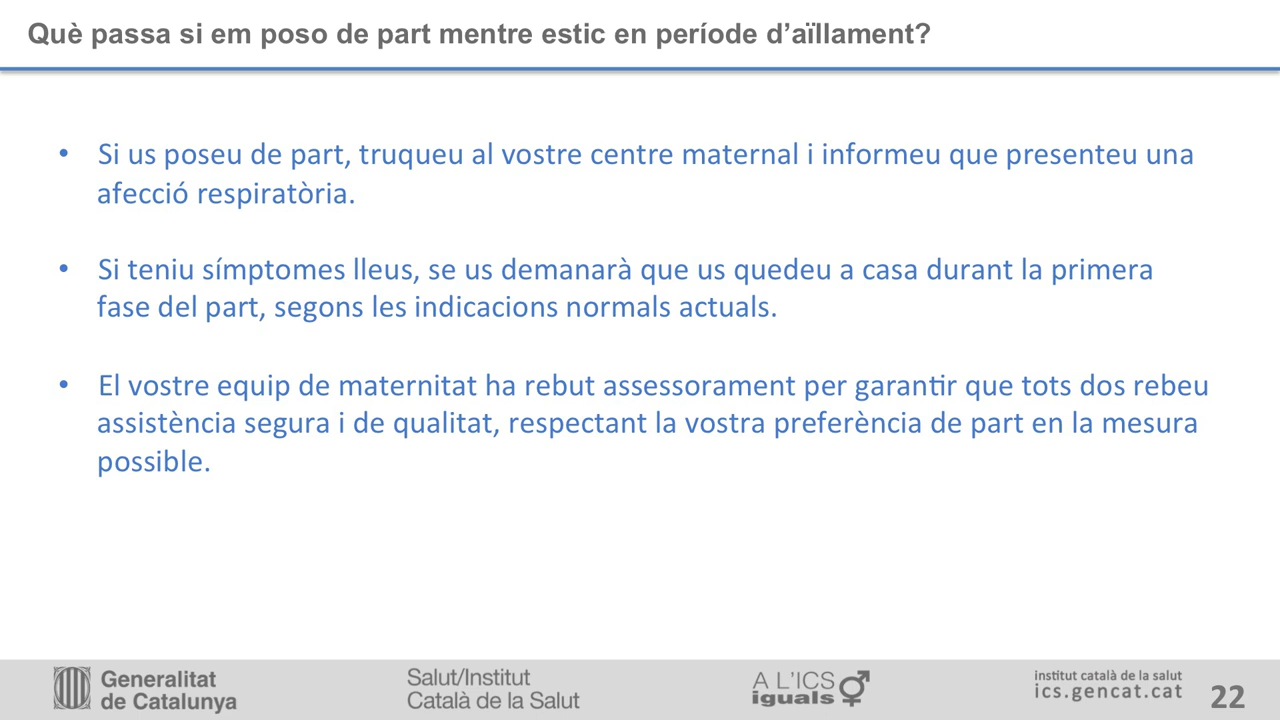 Què passa si em poso de part mentre estic en període d’aïllament?
• Si us poseu de part, truqueu al vostre centre maternal i informeu que presenteu una
afecció respiratòria.
• Si teniu símptomes lleus, se us demanarà que us quedeu a casa durant la primera
fase del part, segons les indicacions normals actuals.
• El vostre equip de maternitat ha rebut assessorament per garantir que tots dos rebeu
assistència segura i de qualitat, respectant la vostra preferència de part en la mesura
possible.
Generalitat
de Catalunya
Salut/Institut
Català de la Salut
A L'ICS
iguals
institut català de la salut
ics.gencat.cat
22